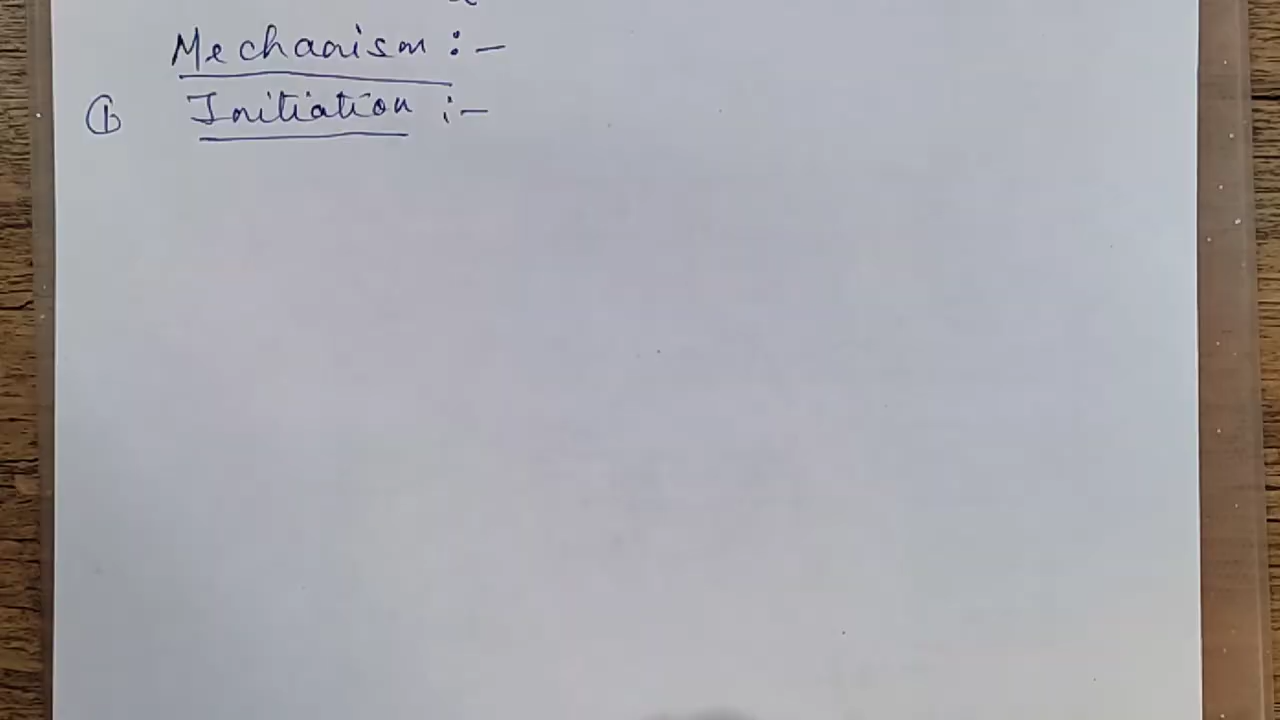 Mechanism :-
① Initiation :-